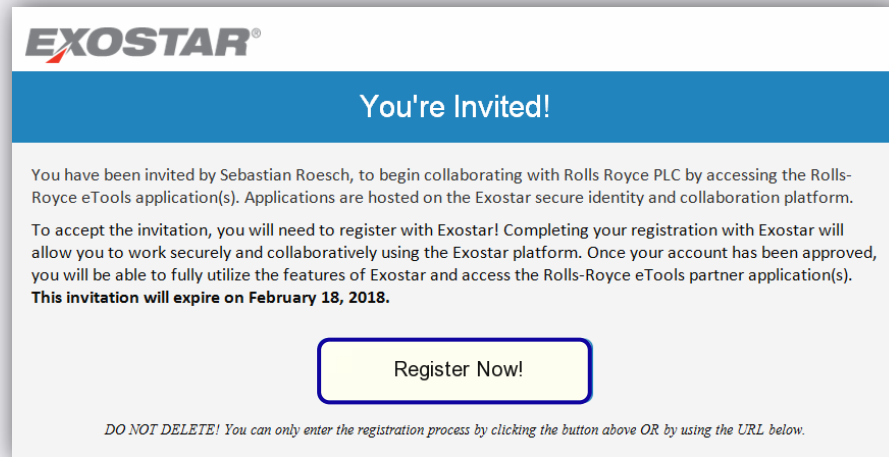 EXOSTAR®
You're Invited!
You have been invited by Sebastian Roesch, to begin collaborating with Rolls Royce PLC by accessing the Rolls-
Royce eTools application(s). Applications are hosted on the Exostar secure identity and collaboration platform.
To accept the invitation, you will need to register with Exostar! Completing your registration with Exostar will
allow you to work securely and collaboratively using the Exostar platform. Once your account has been approved,
you will be able to fully utilize the features of Exostar and access the Rolls-Royce eTools partner application(s).
This invitation will expire on February 18, 2018.
Register Now!
DO NOT DELETE! You can only enter the registration process by clicking the button above OR by using the URL below.